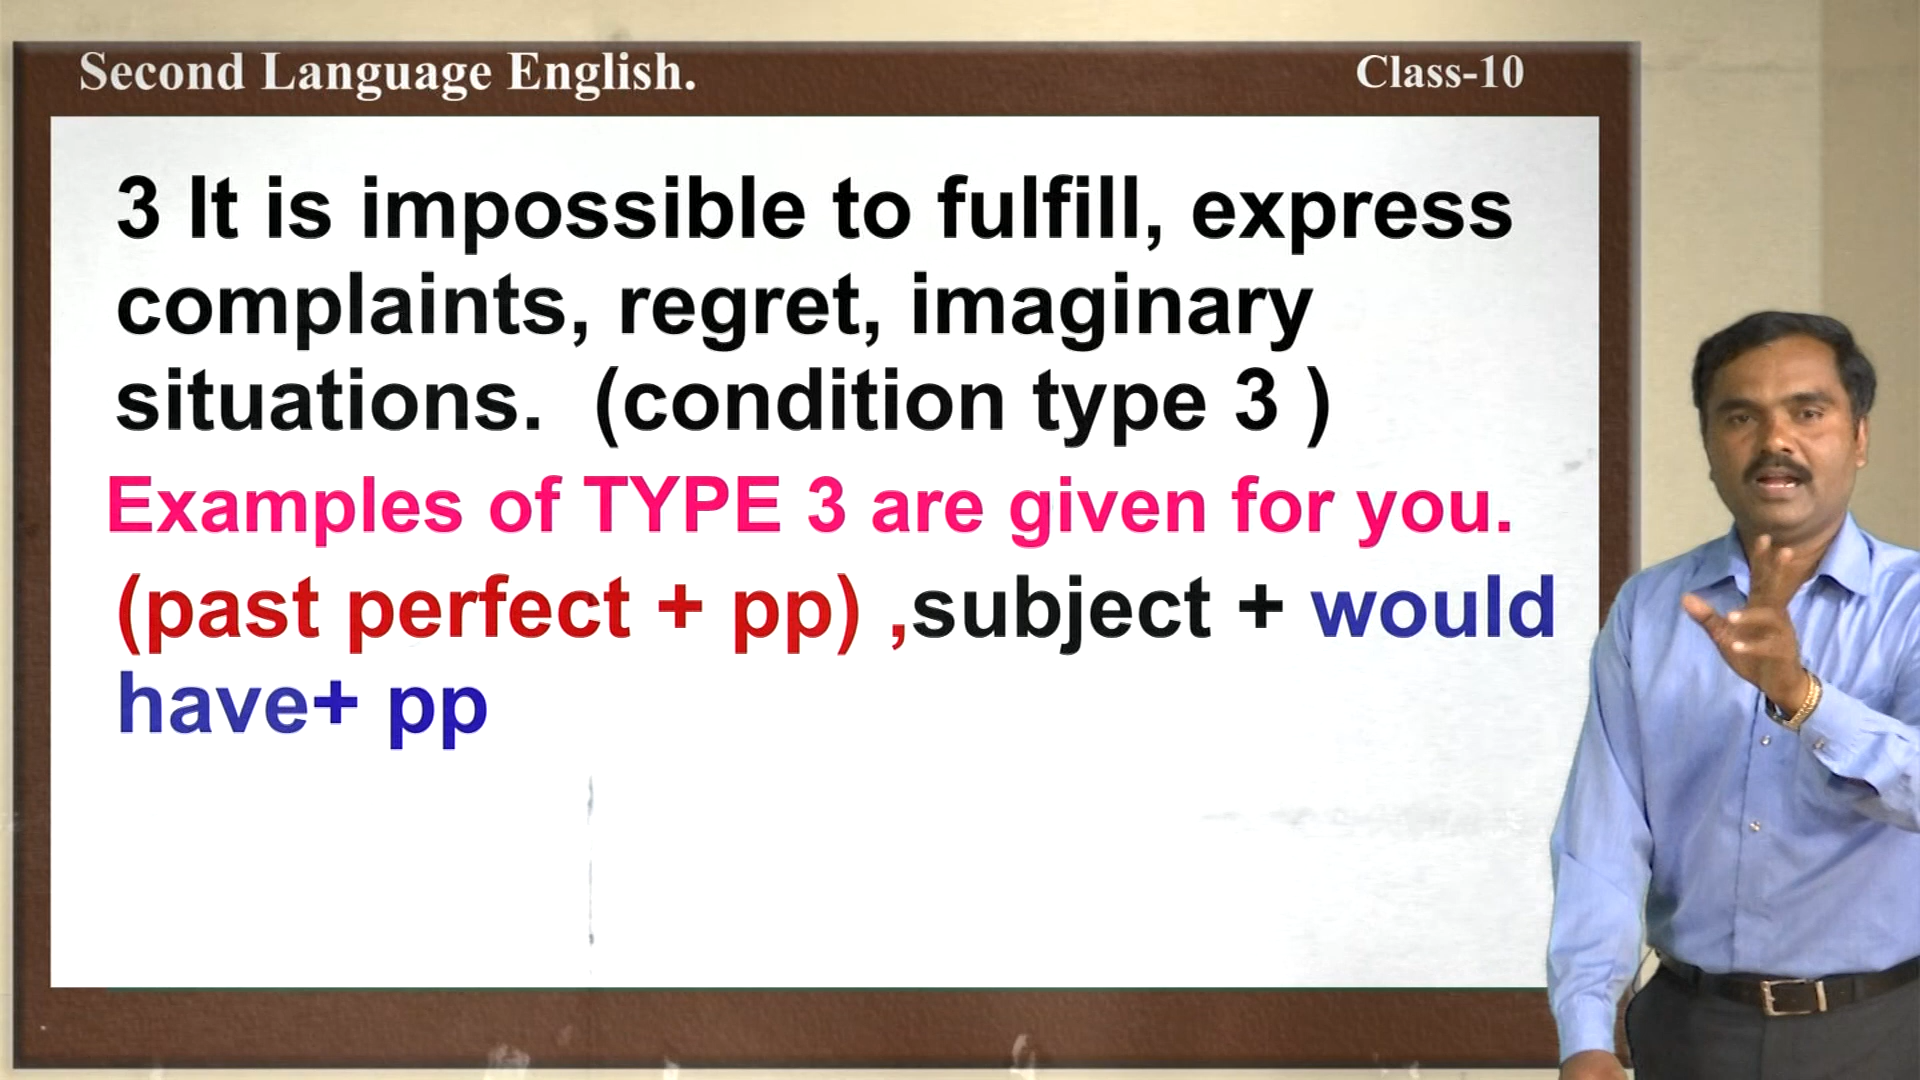 Second Language English.
Class-10
3 It is impossible to fulfill, express
complaints, regret, imaginary
situations. (condition type 3 )
Examples of TYPE 3 are given for you.
(past perfect + pp) ,subject + would
have+ pp